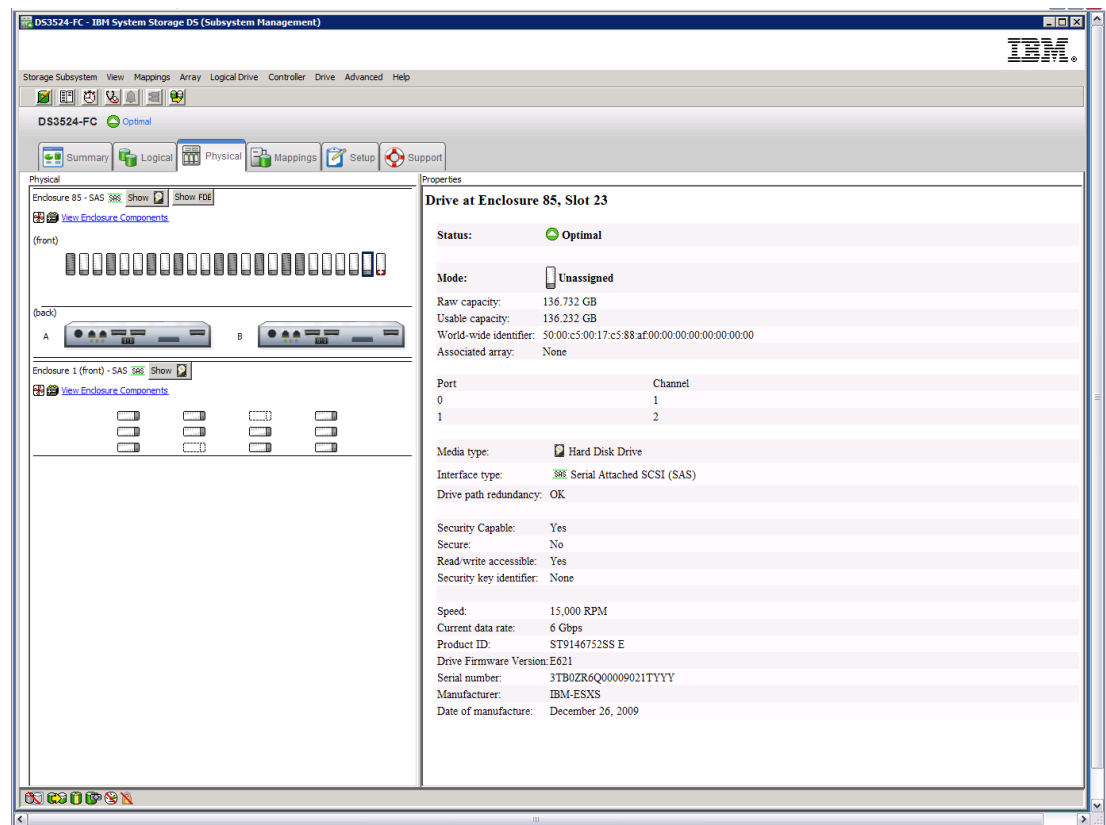 DS3524-FC - IBM System Storage DS (Subsystem Management)
IBM.
Storage Subsystem View Mappings Array Logical Drive Controller Drive Advanced Help
DS3524-FC Optimal
Summary Logical Physical Mappings Setup Support
Physical
Enclosure 85 - SAS SAS Show Show FDE
View Enclosure Components
(front)
(back)
A B
Enclosure 1 (front) - SAS SAS Show
View Enclosure Components
Properties
Drive at Enclosure 85, Slot 23
Status: Optimal
Mode: Unassigned
Raw capacity: 136.732 GB
Usable capacity: 136.232 GB
World-wide identifier: 50:00:c5:00:17:c5:88:af:00:00:00:00:00:00:00:00
Associated array: None
Port Channel
0 1
1 2
Media type: Hard Disk Drive
Interface type: SAS Serial Attached SCSI (SAS)
Drive path redundancy: OK
Security Capable: Yes
Secure: No
Read/write accessible: Yes
Security key identifier: None
Speed: 15,000 RPM
Current data rate: 6 Gbps
Product ID: ST9146752SS E
Drive Firmware Version: E621
Serial number: 3TB0ZR6Q00009021TYYY
Manufacturer: IBM-ESXS
Date of manufacture: December 26, 2009